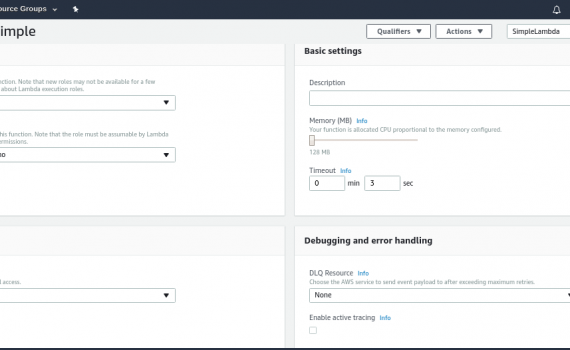 ource Groups
imple
Qualifiers
Actions
SimpleLambda
nction. Note that new roles may not be available for a few
about Lambda execution roles.
his function. Note that the role must be assumable by Lambda
ermissions.
oo
Basic settings
Description
Memory (MB) Info
Your function is allocated CPU proportional to the memory configured.
128 MB
Timeout Info
0 min 3 sec
l access.
Debugging and error handling
DLQ Resource Info
Choose the AWS service to send event payload to after exceeding maximum retries.
None
Enable active tracing Info